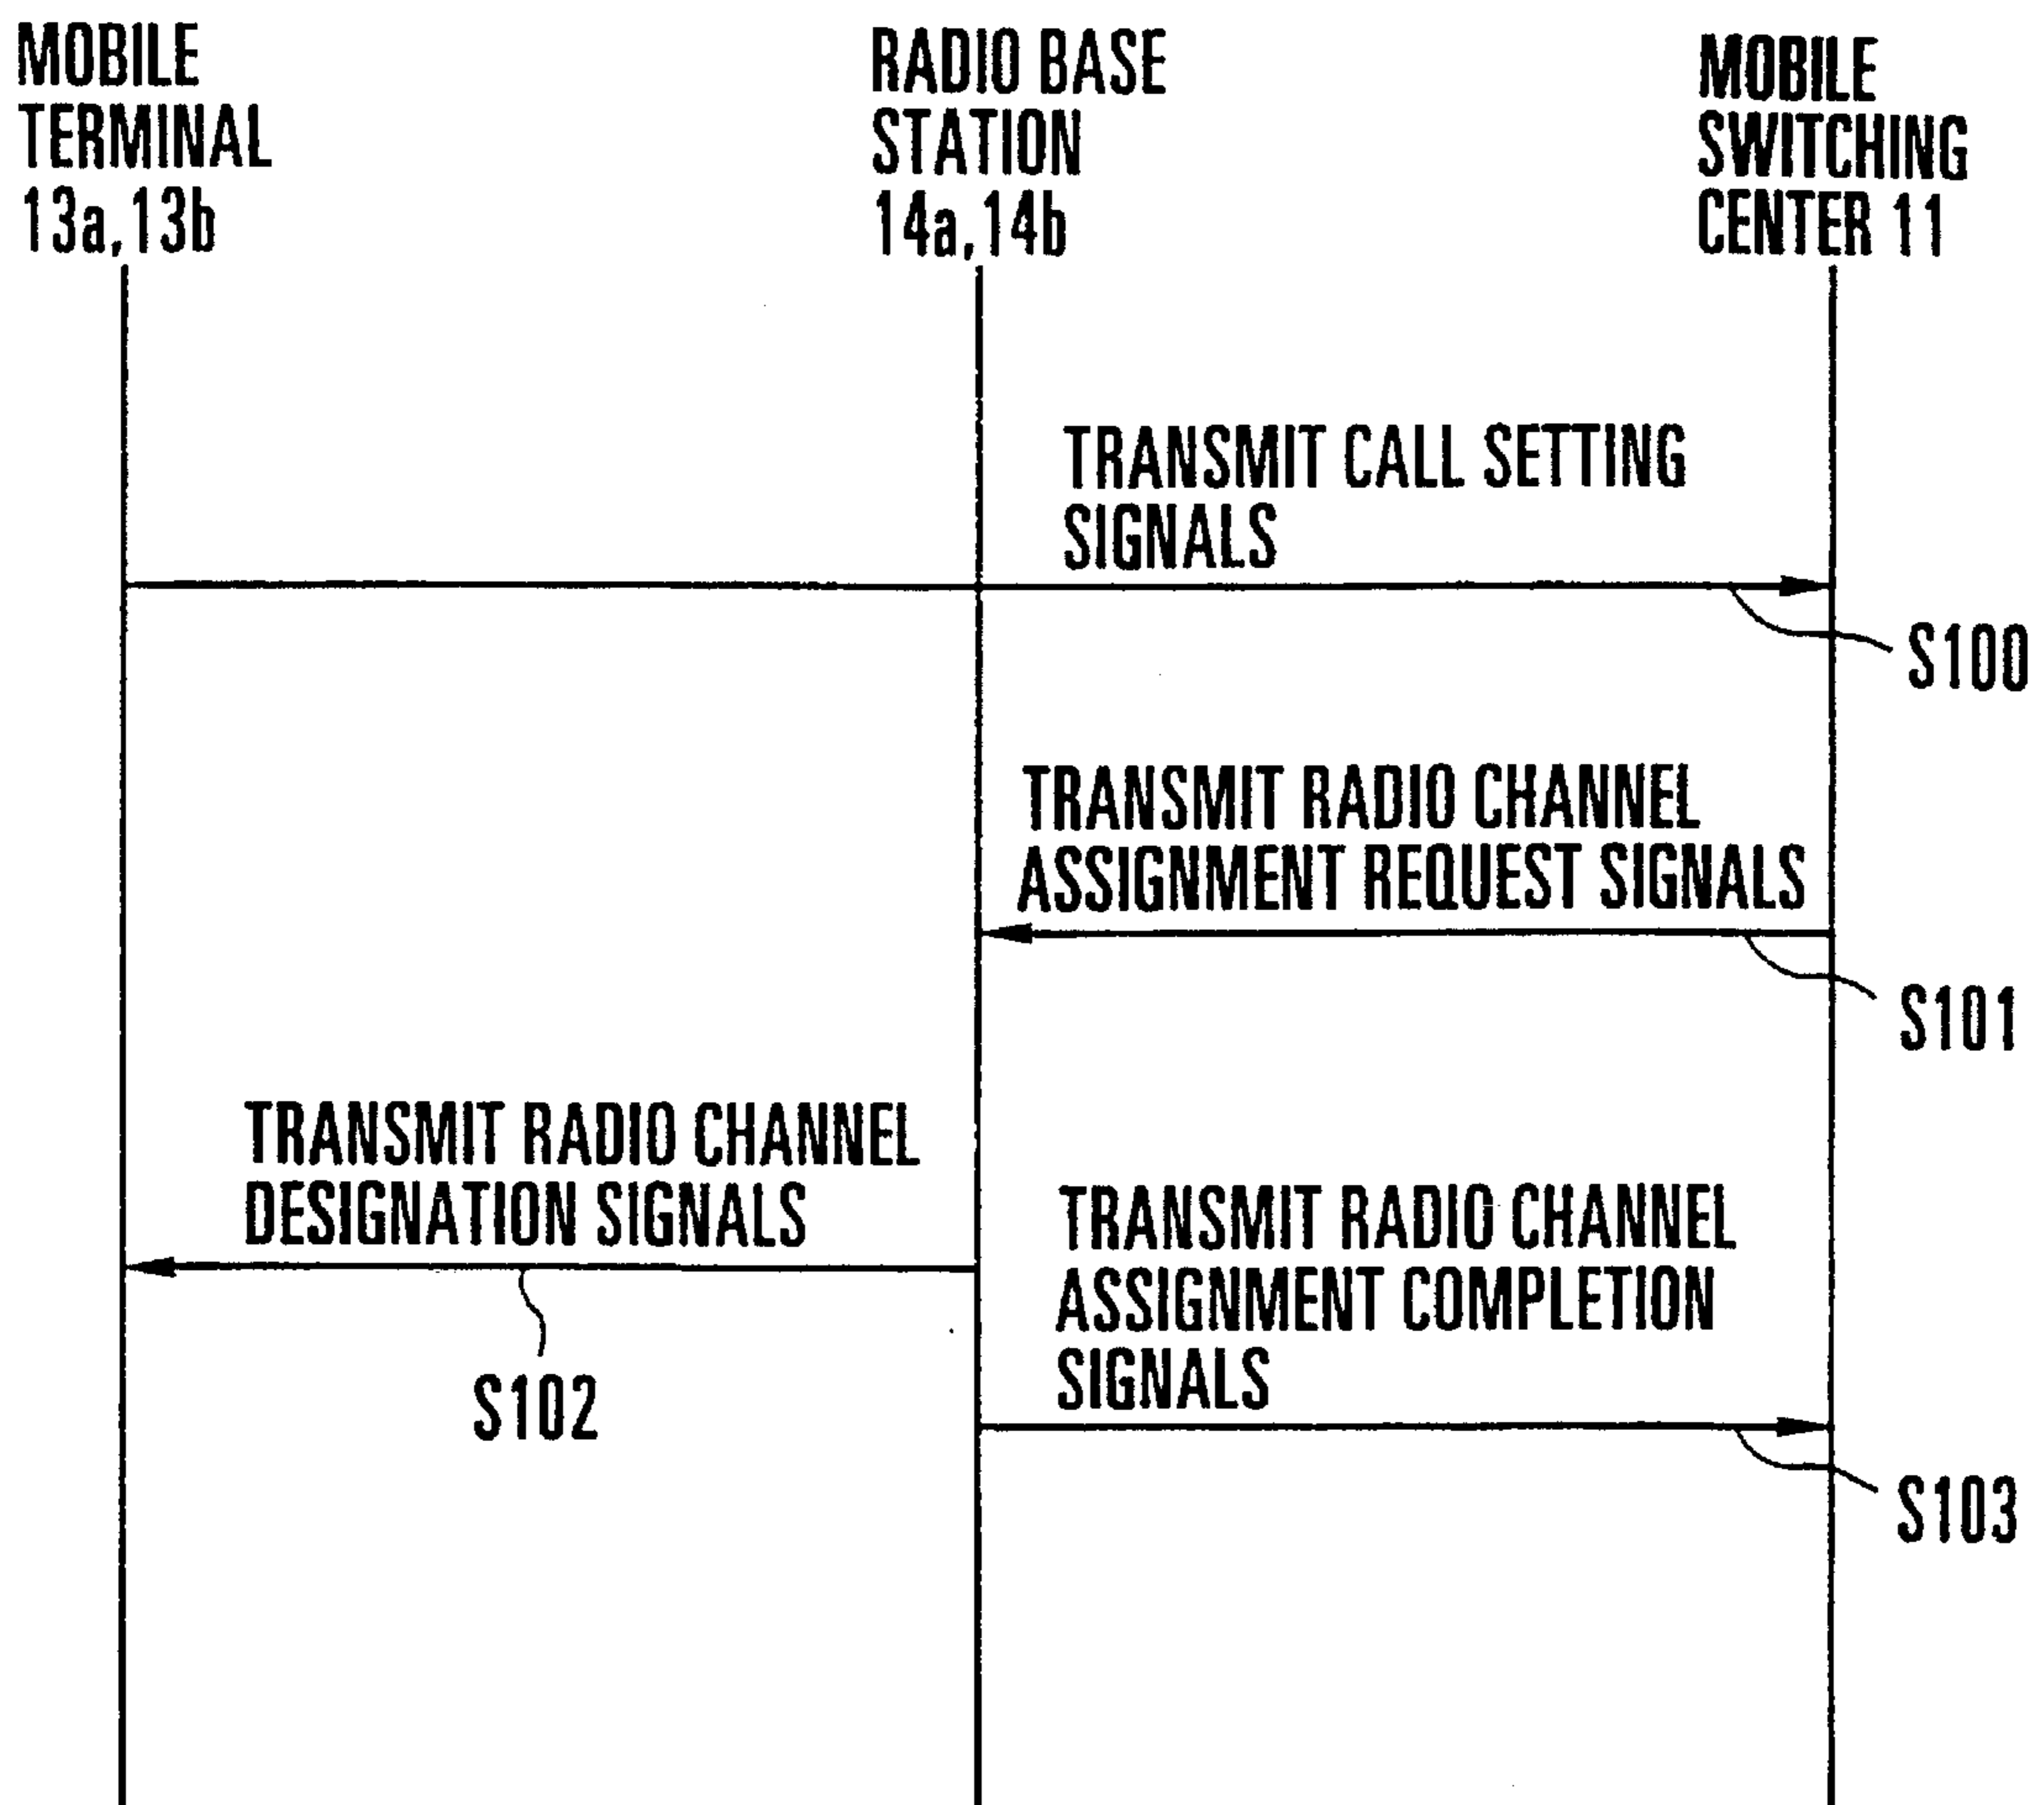 MOBILE
TERMINAL
13a, 13b
RADIO BASE
STATION
14a, 14b
MOBILE
SWITCHING
CENTER 11
TRANSMIT CALL SETTING
SIGNALS
S100
TRANSMIT RADIO CHANNEL
ASSIGNMENT REQUEST SIGNALS
S101
TRANSMIT RADIO CHANNEL
DESIGNATION SIGNALS
S102
TRANSMIT RADIO CHANNEL
ASSIGNMENT COMPLETION
SIGNALS
S103